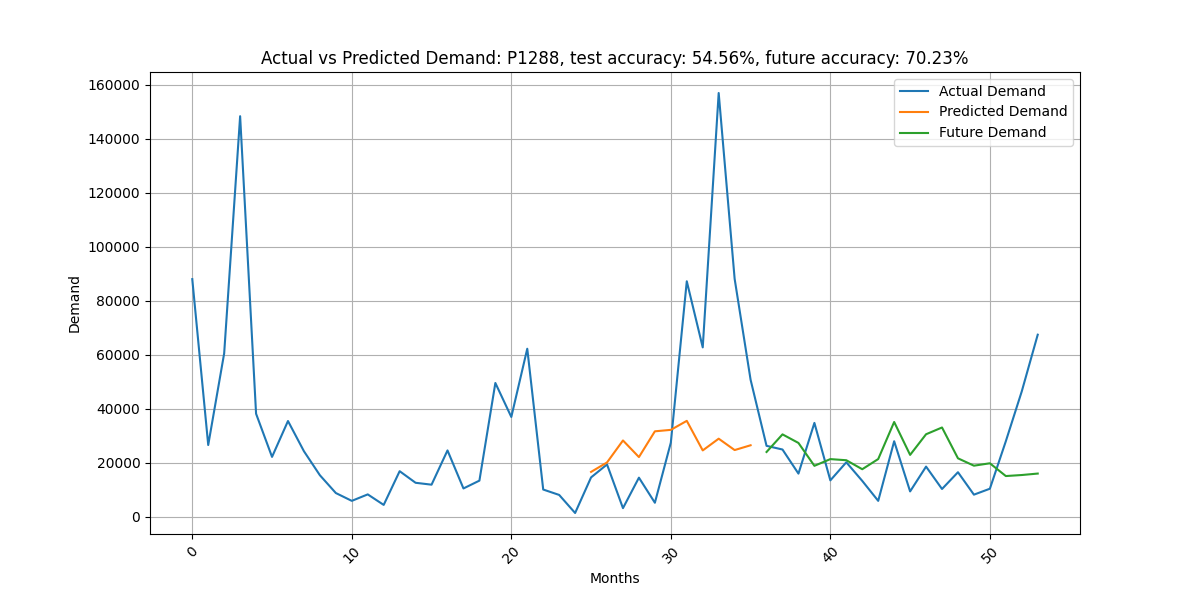 Actual vs Predicted Demand: P1288, test accuracy: 54.56%, future accuracy: 70.23%
Actual Demand
Predicted Demand
Future Demand
Demand
160000
140000
120000
100000
80000
60000
40000
20000
0
0 10 20 30 40 50
Months